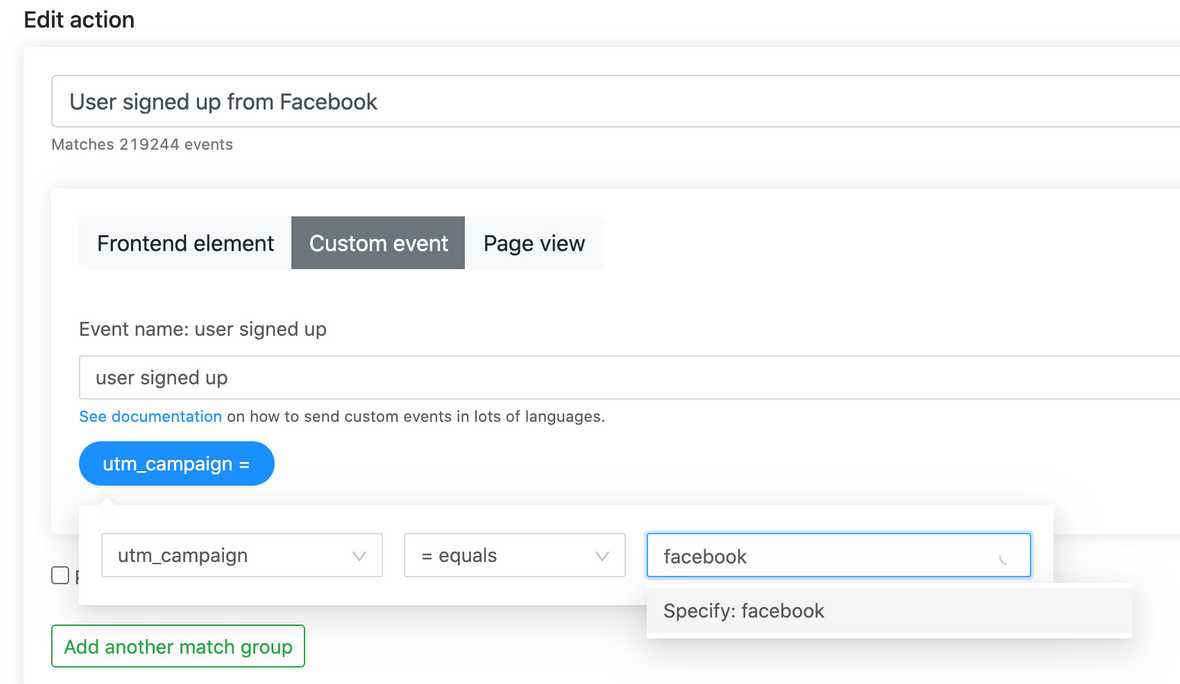 Edit action
User signed up from Facebook
Matches 219244 events
Frontend element Custom event Page view
Event name: user signed up
user signed up
See documentation on how to send custom events in lots of languages.
utm_campaign =
utm_campaign = equals facebook
Specify: facebook
Add another match group